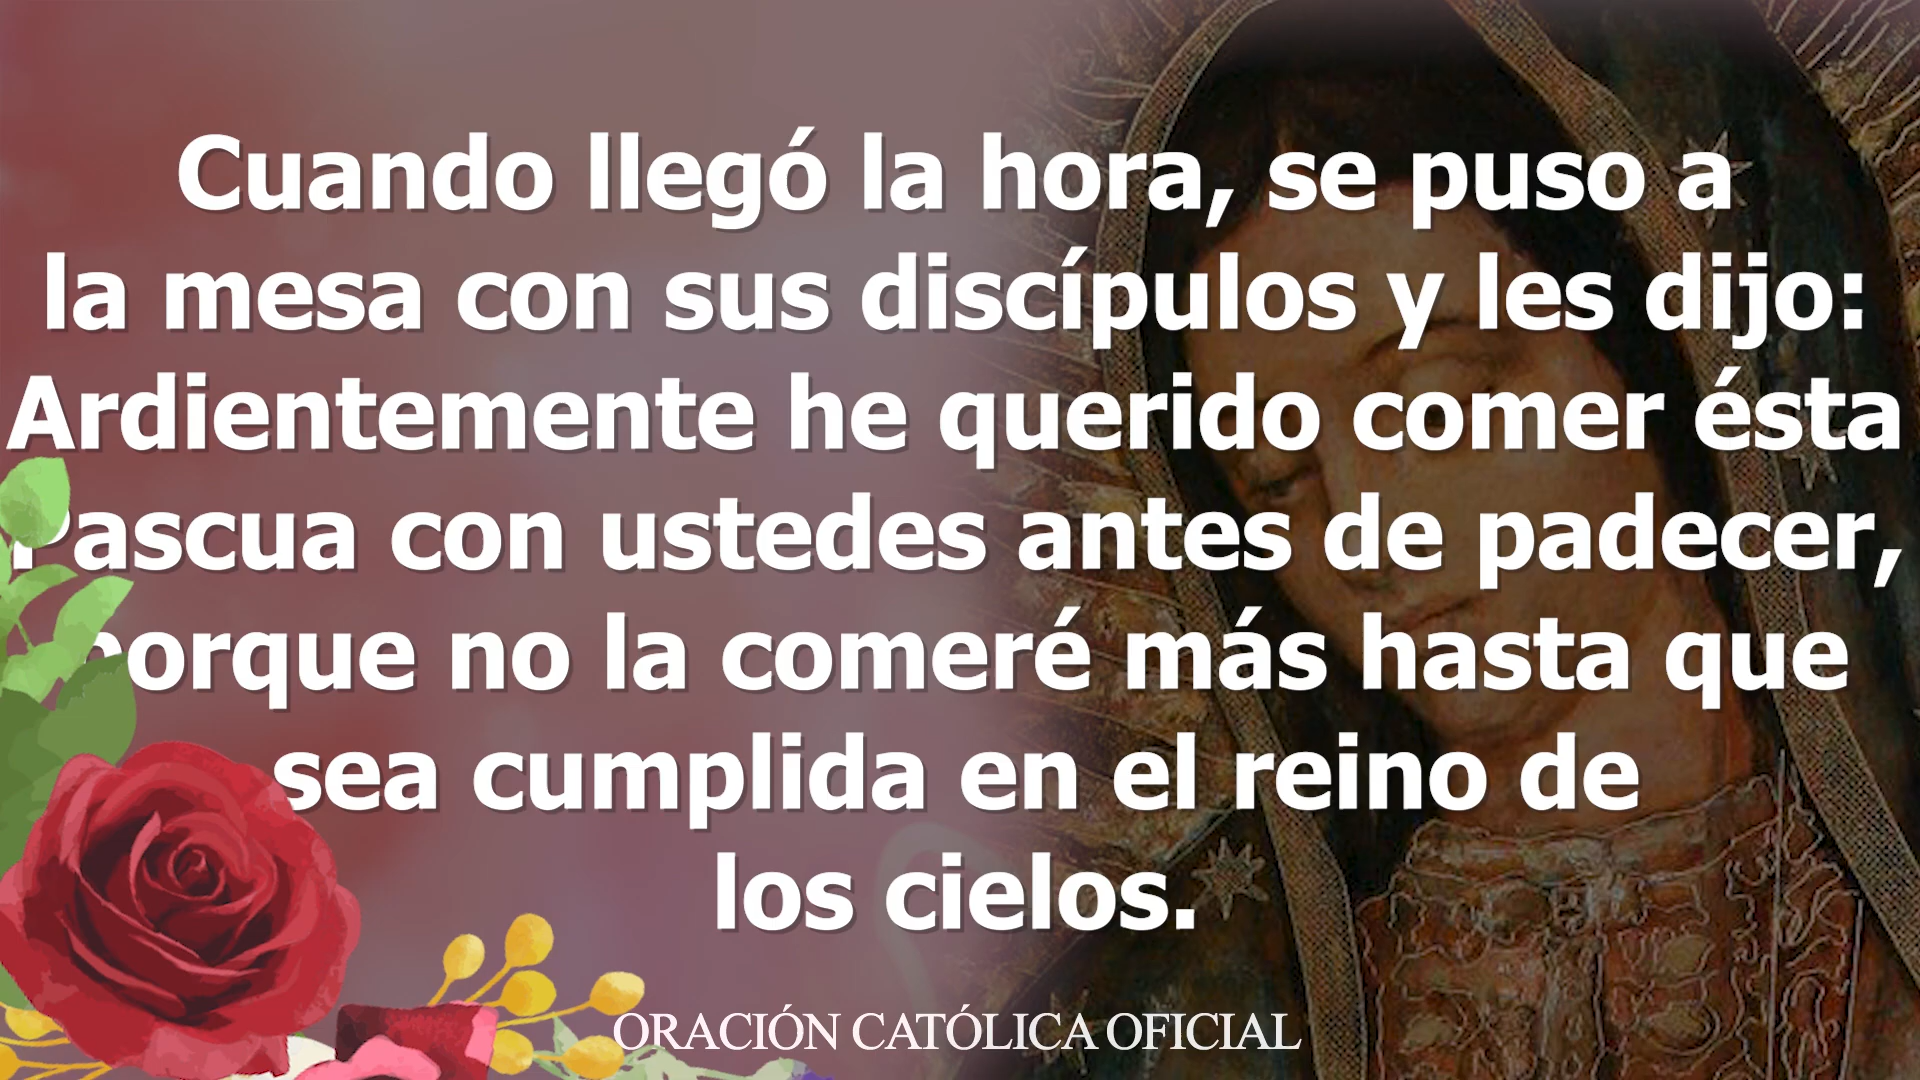 Cuando llegó la hora, se puso a
la mesa con sus discípulos y les dijo:
Ardientemente he querido comer ésta
Pascua con ustedes antes de padecer,
porque no la comeré más hasta que
sea cumplida en el reino de
los cielos.
ORACIÓN CATÓLICA OFICIAL